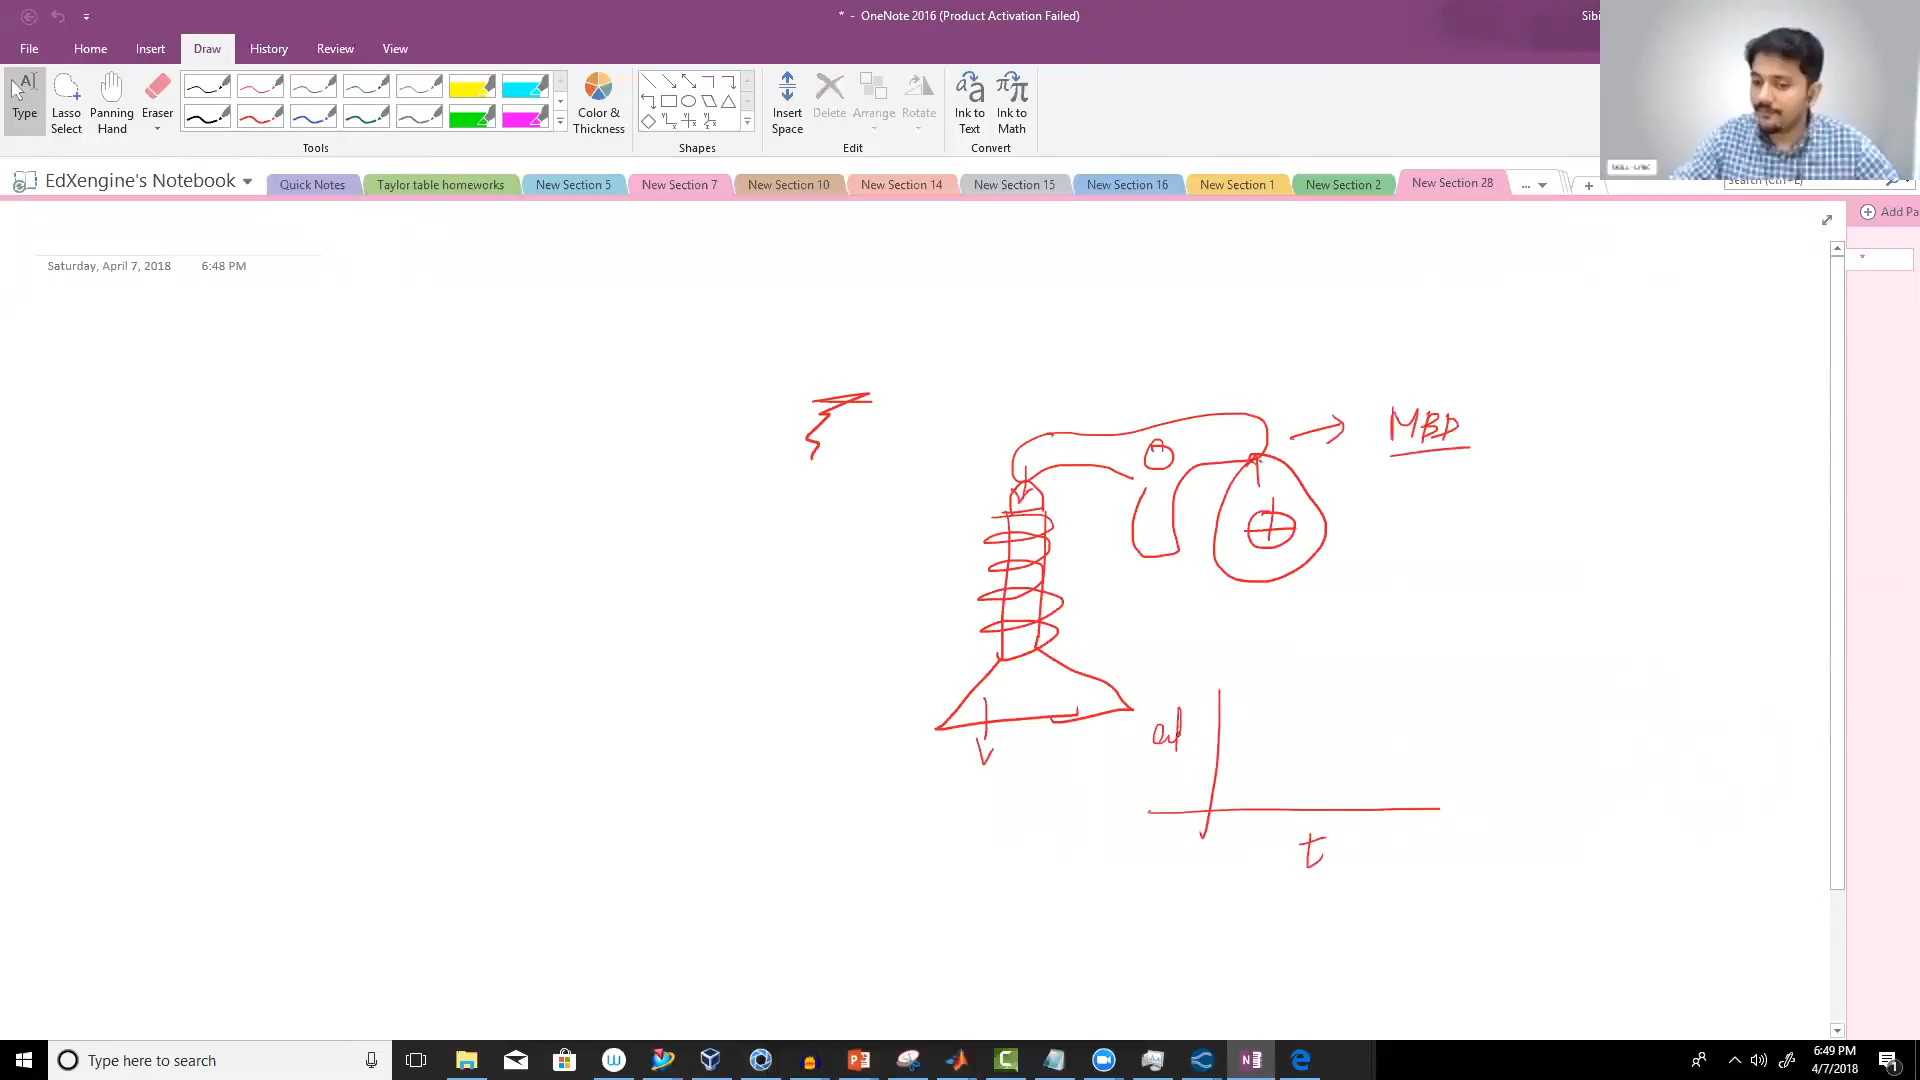 * - OneNote 2016 (Product Activation Failed)
Sibi
File Home Insert Draw History Review View
Type
Lasso Select
Panning Hand
Eraser
Color & Thickness
Insert Space
Delete
Arrange
Rotate
Ink to Text
Ink to Math
Tools Shapes Edit Convert
EdXengine's Notebook
Quick Notes Taylor table homeworks New Section 5 New Section 7 New Section 10 New Section 14 New Section 15 New Section 16 New Section 1 New Section 2 New Section 28 ...
Search (Ctrl+E)
Add Pa
Saturday, April 7, 2018 6:48 PM
*
MBD
t
Type here to search
6:49 PM
4/7/2018
1